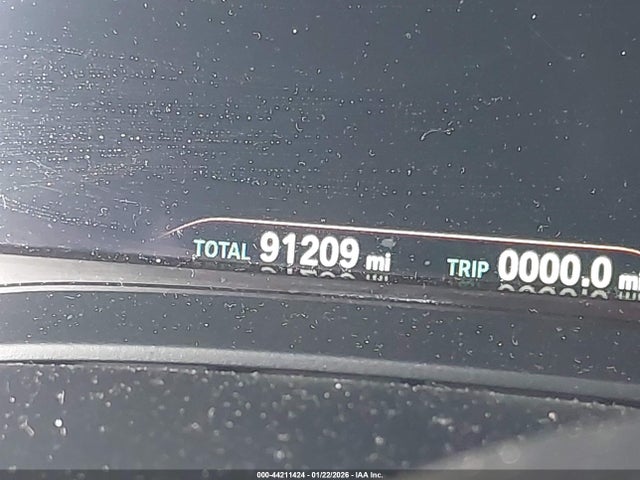 TOTAL 91209 mi TRIP 0000.0 mi
000-44211424 - 01/22/2026 - IAA Inc.